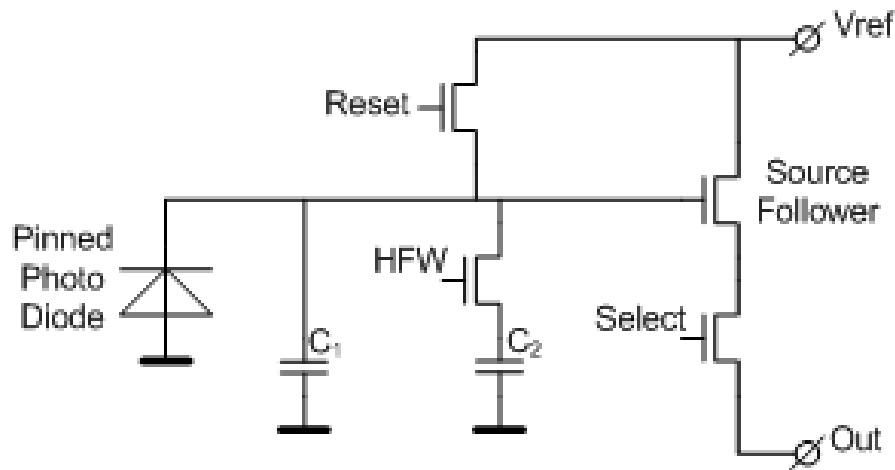 Vref
Reset
Source
Follower
Pinned
Photo
Diode
HFW
Select
C₁
C₂
Out